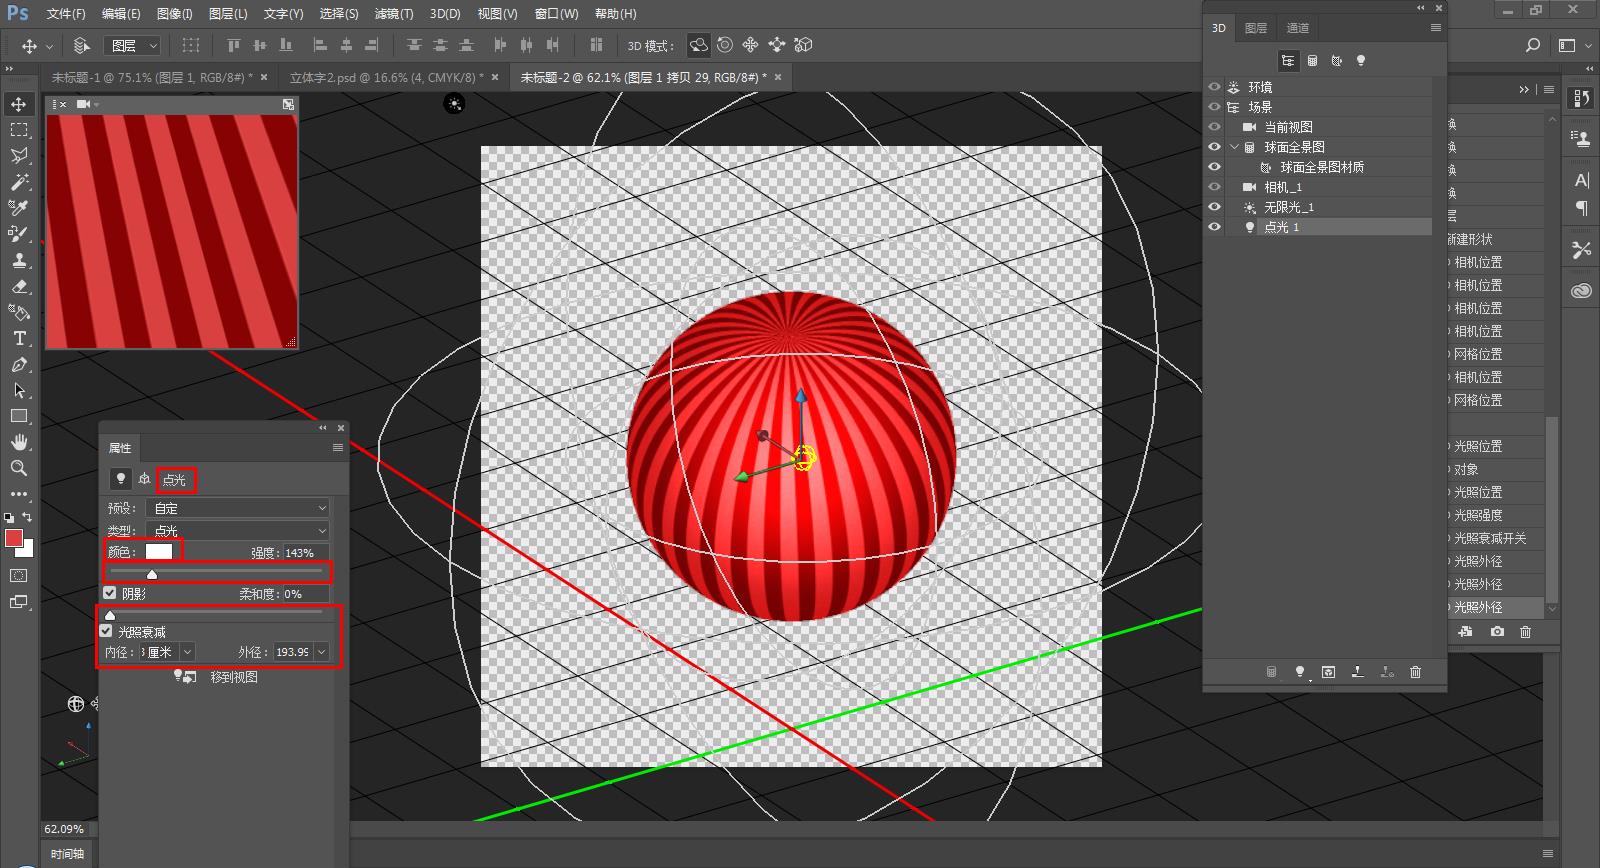 Ps 文件(F) 编辑(E) 图像(I) 图层(L) 文字(Y) 选择(S) 滤镜(T) 3D(D) 视图(V) 窗口(W) 帮助(H)
图层 3D 模式:
未标题-1 @ 75.1% (图层 1, RGB/8#) * × 立体字2.psd @ 16.6% (4, CMYK/8) * × 未标题-2 @ 62.1% (图层 1 拷贝 29, RGB/8#) * ×
3D 图层 通道
环境
场景
当前视图
球面全景图
球面全景图材质
相机_1
无限光_1
点光 1
换
换
换
换
层
新建形状
相机位置
相机位置
相机位置
相机位置
网格位置
相机位置
网格位置
光照位置
对象
光照位置
光照强度
光照衰减开关
光照外径
光照外径
光照外径
属性
点光
预设: 自定
类型: 点光
颜色: 强度: 143%
阴影 柔和度: 0%
光照衰减
内径: 厘米 外径: 193.99
移到视图
62.09%
时间轴